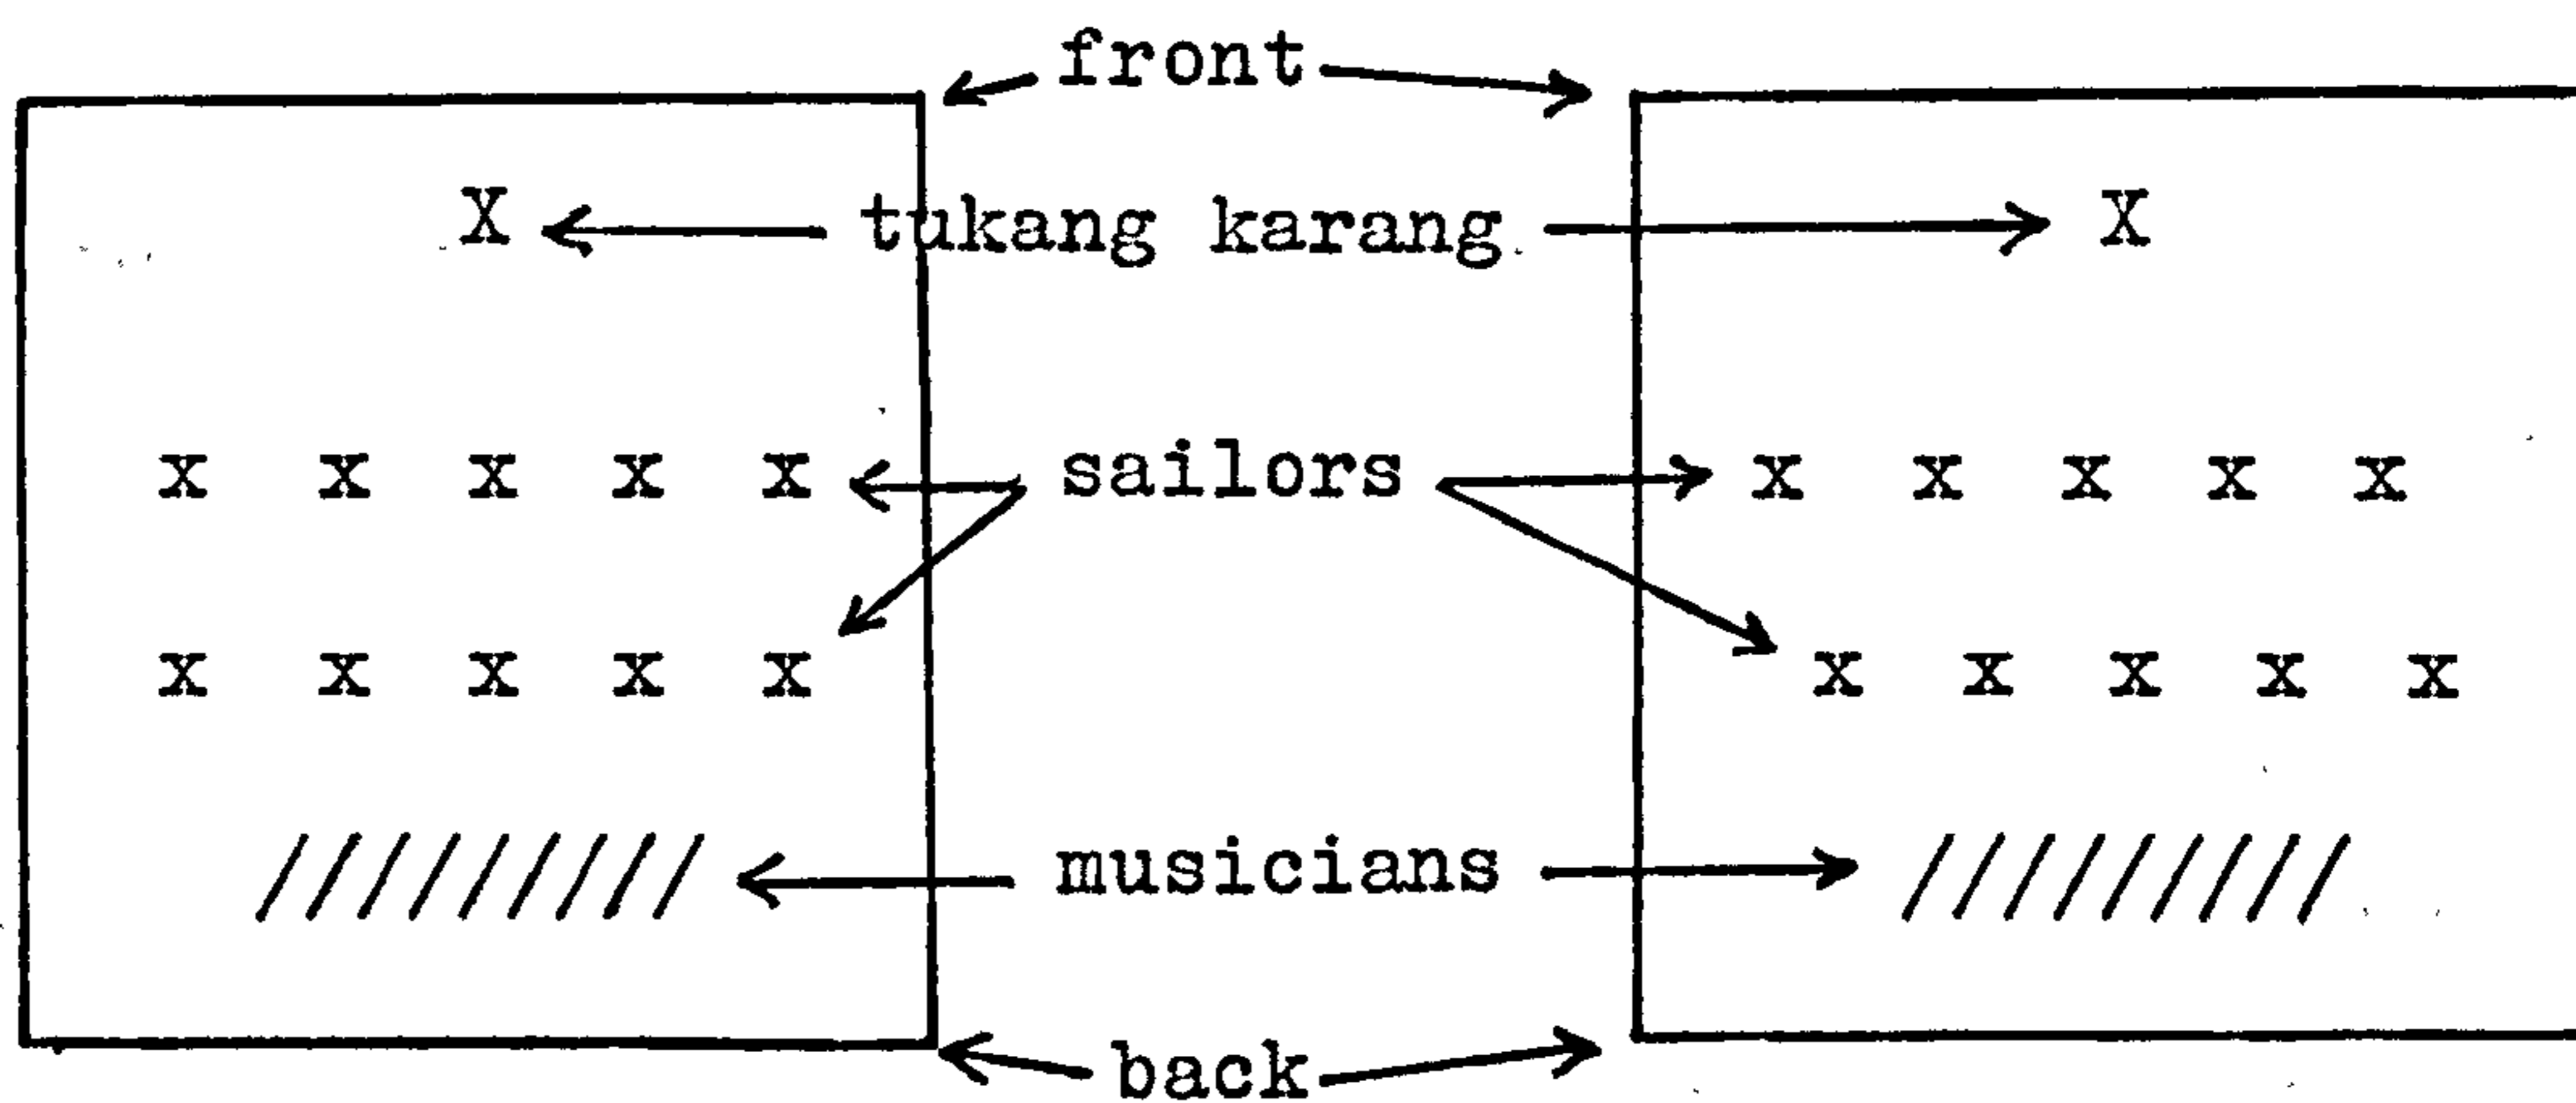 front
X tukang karang X
x x x x x sailors x x x x x
x x x x x x x x x x
///////// musicians /////////
back